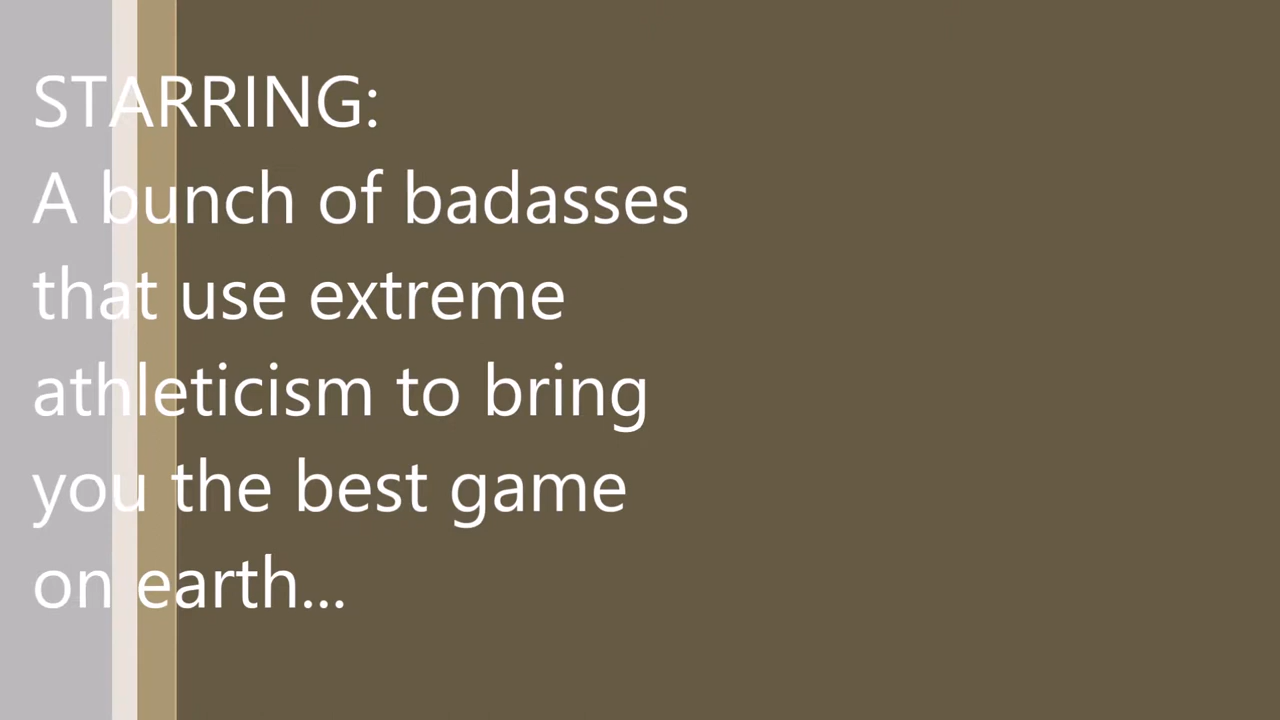 STARRING:
A bunch of badasses
that use extreme
athleticism to bring
you the best game
on earth...